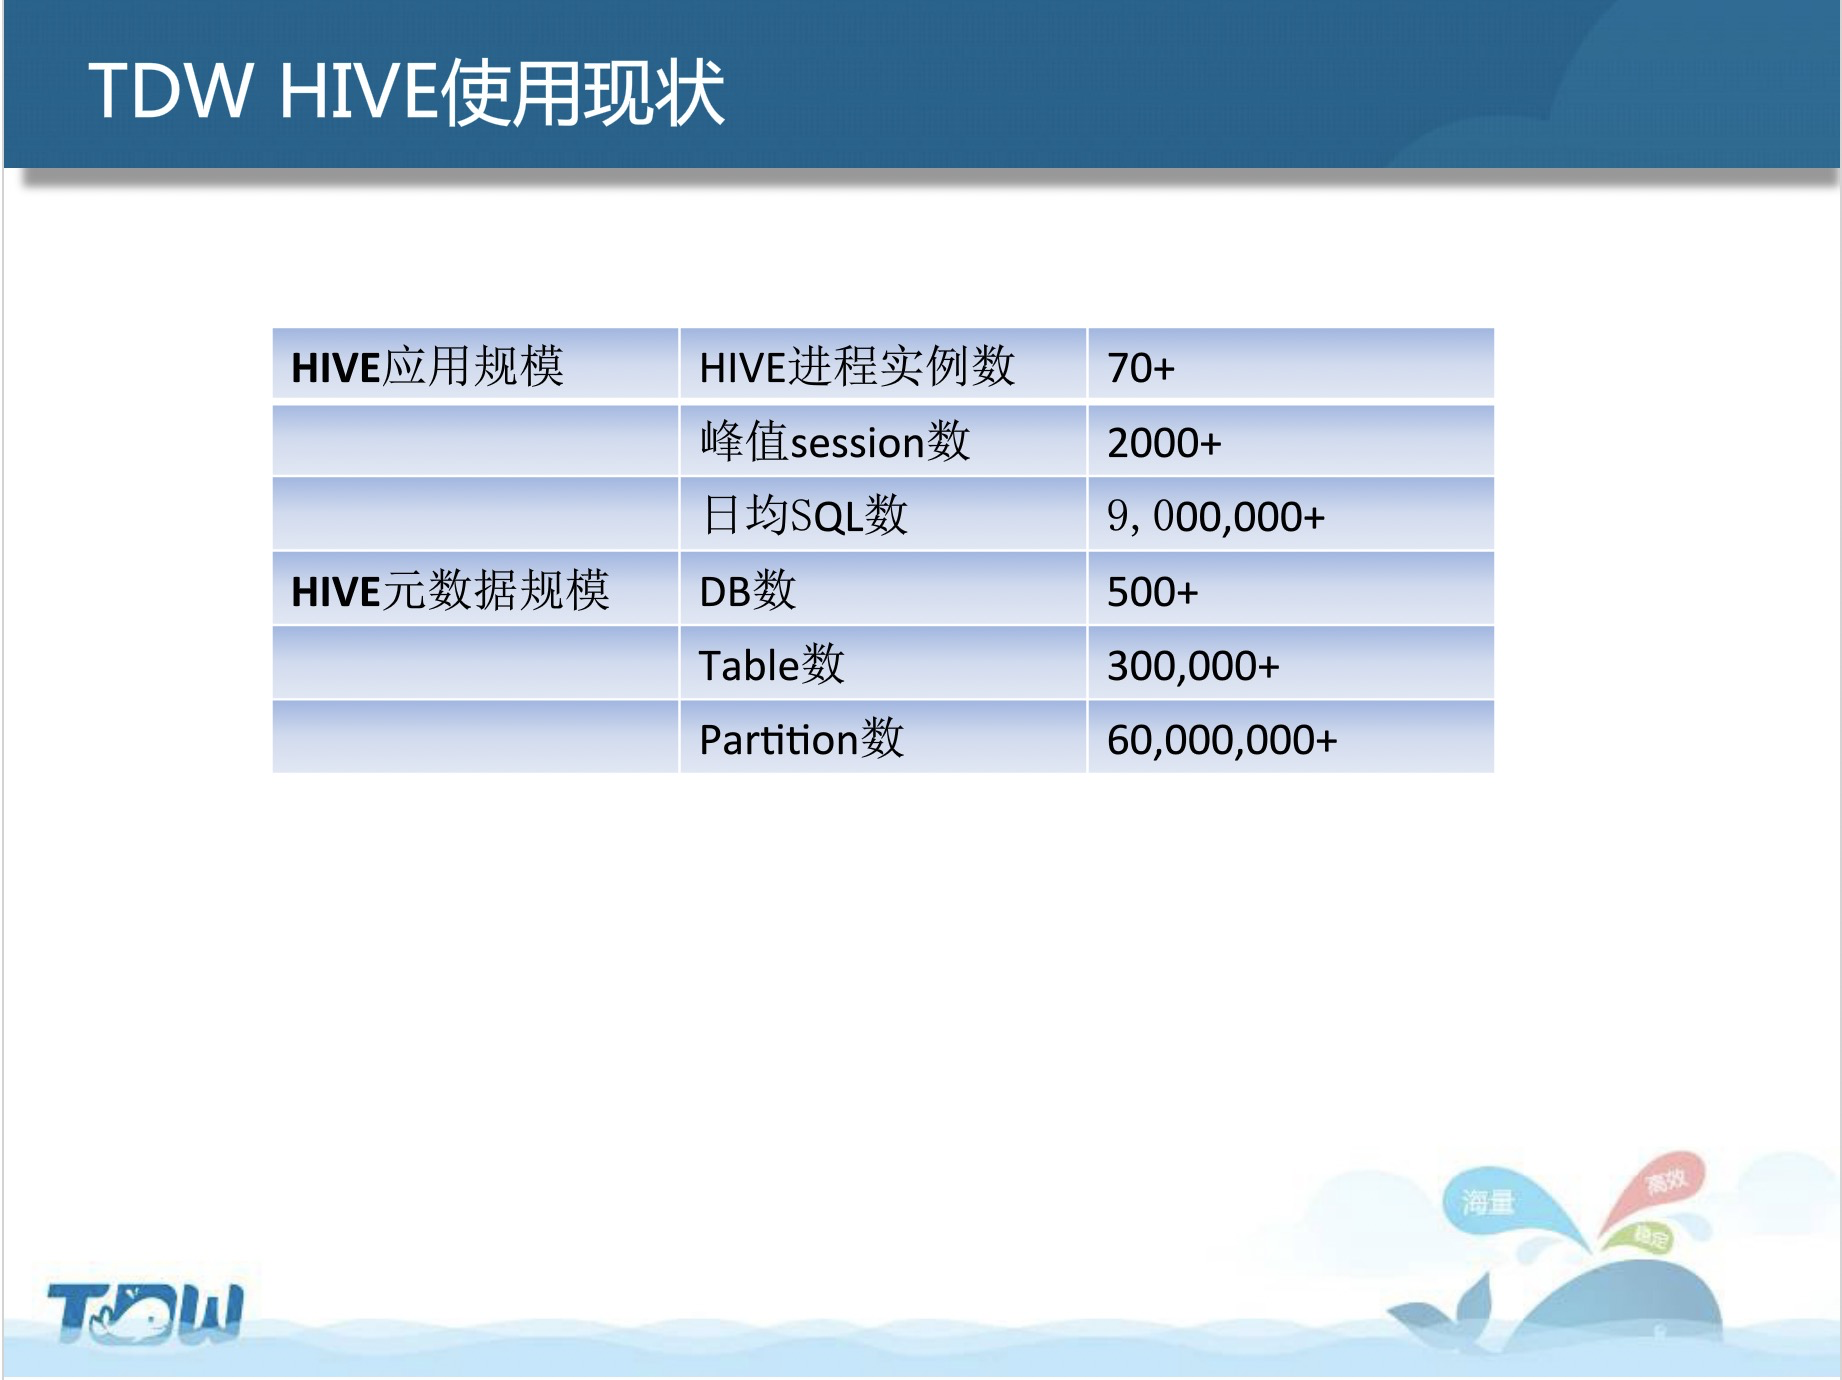 TDW HIVE使用现状
HIVE应用规模 HIVE进程实例数 70+
峰值session数 2000+
日均SQL数 9,000,000+
HIVE元数据规模 DB数 500+
Table数 300,000+
Partition数 60,000,000+
高效
海量
稳定
TDW